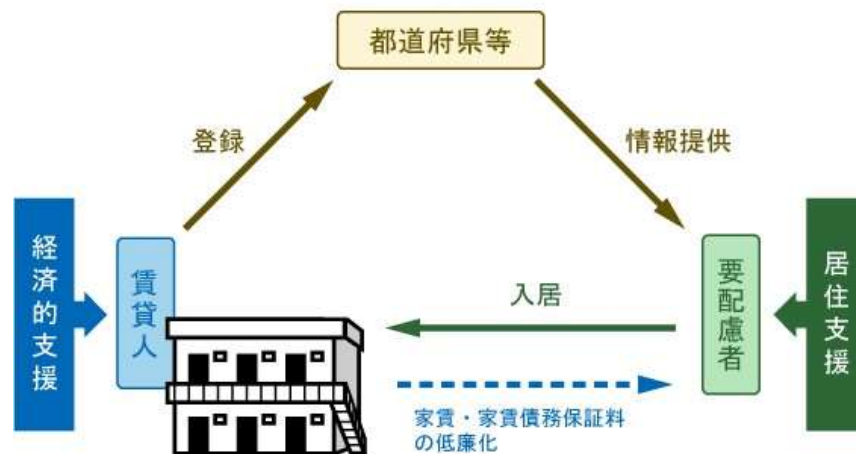 都道府県等
登録
情報提供
経済的支援
賃貸人
入居
要配慮者
居住支援
家賃・家賃債務保証料
の低廉化